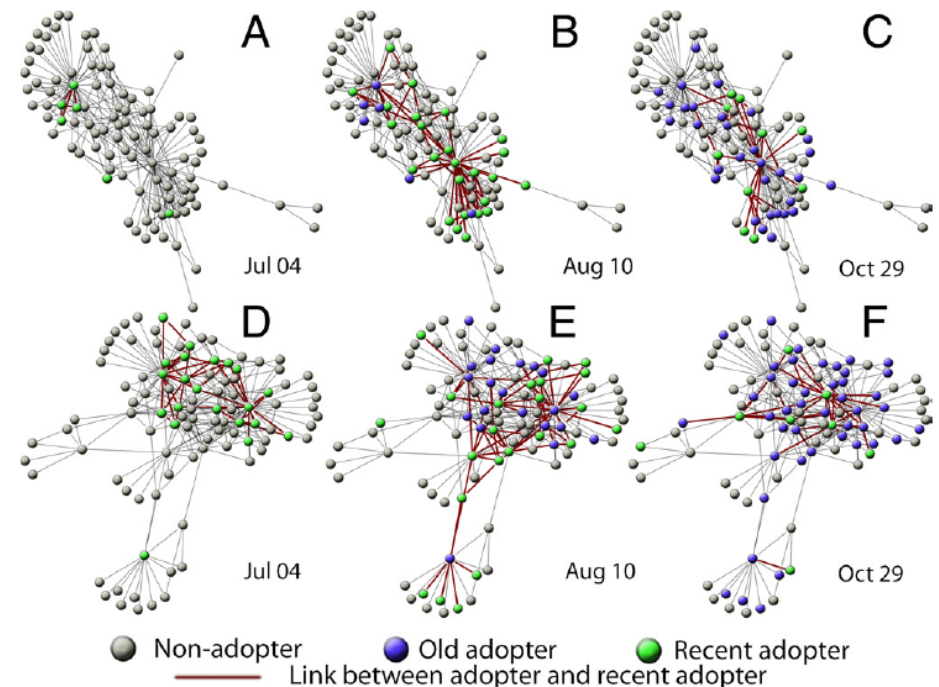 A B C
Jul 04 Aug 10 Oct 29
D E F
Jul 04 Aug 10 Oct 29
Non-adopter Old adopter Recent adopter
Link between adopter and recent adopter